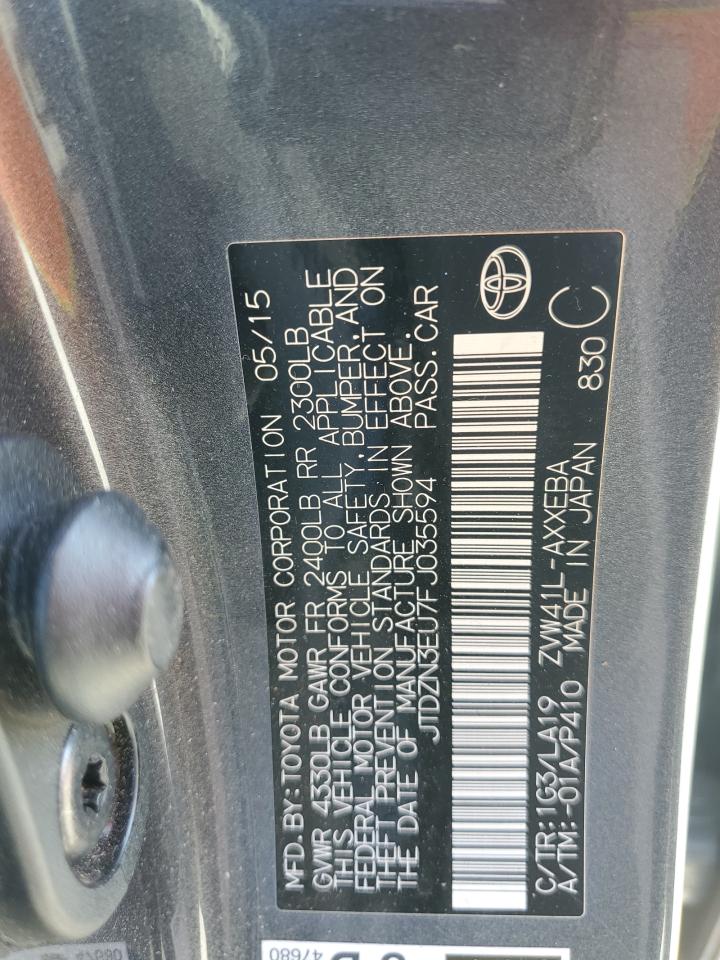 MFD.BY:TOYOTA MOTOR CORPORATION 05/15
GVWR 4330LB GAWR FR 2400LB RR 2300LB
THIS VEHICLE CONFORMS TO ALL APPLICABLE
FEDERAL MOTOR VEHICLE SAFETY,BUMPER,AND
THEFT PREVENTION STANDARDS IN EFFECT ON
THE DATE OF MANUFACTURE SHOWN ABOVE.
JTDZN3EU7FJ035594 PASS.CAR
C/TR:1G3/LA19 ZVW41L-AXXEBA
A/TM:-01A/P410 MADE IN JAPAN 830 C
47680
47680